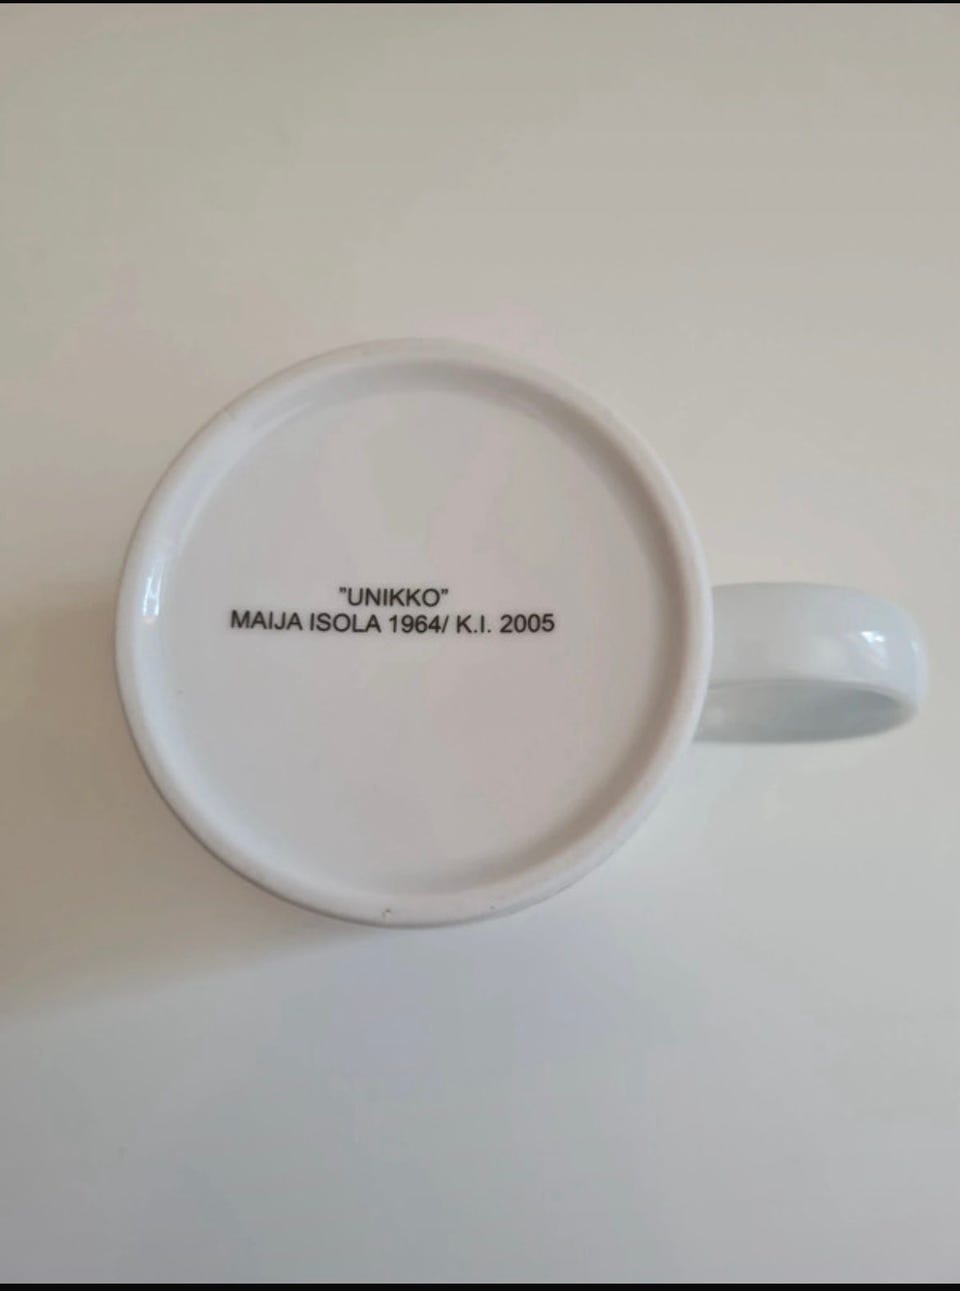 ”UNIKKO”
MAIJA ISOLA 1964/ K.I. 2005